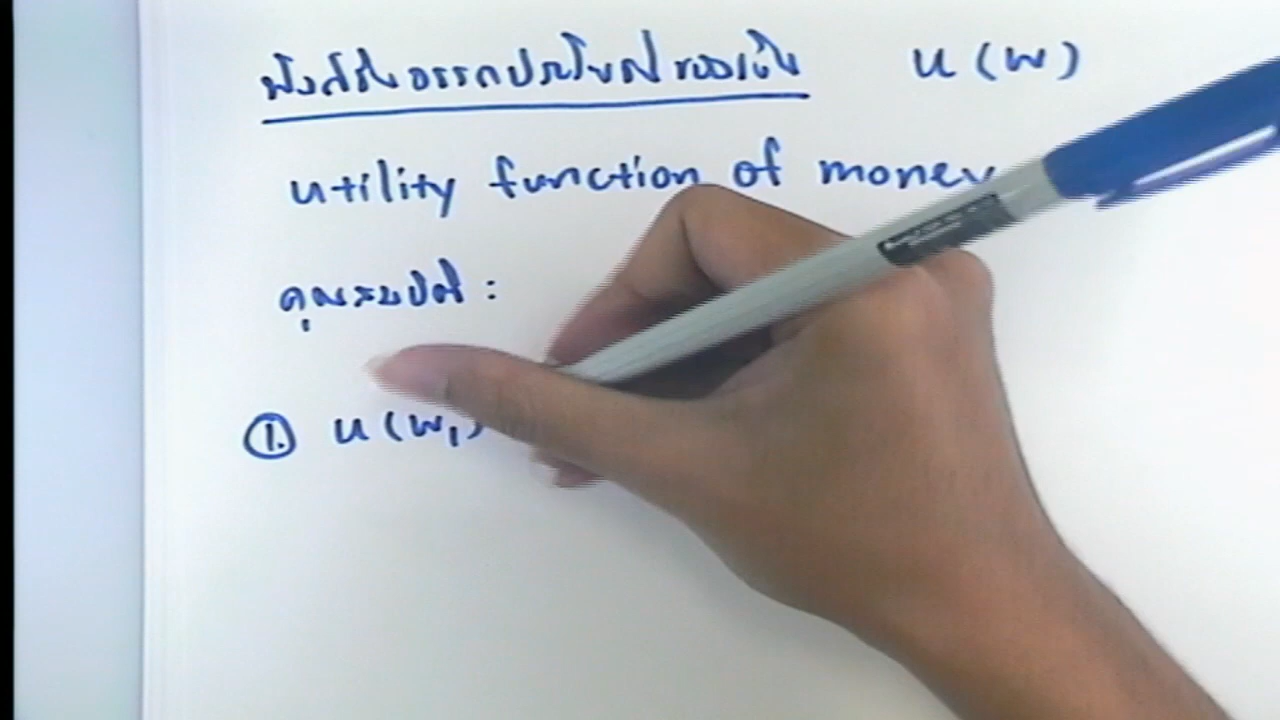 ฟังก์ชันอรรถประโยชน์ของเงิน u(w)
utility function of money
คุณสมบัติ :
①. u(w₁)